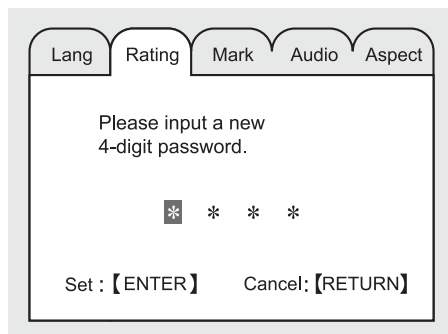 Lang Rating Mark Audio Aspect
Please input a new
4-digit password.
* * * *
Set :【ENTER】 Cancel:【RETURN】